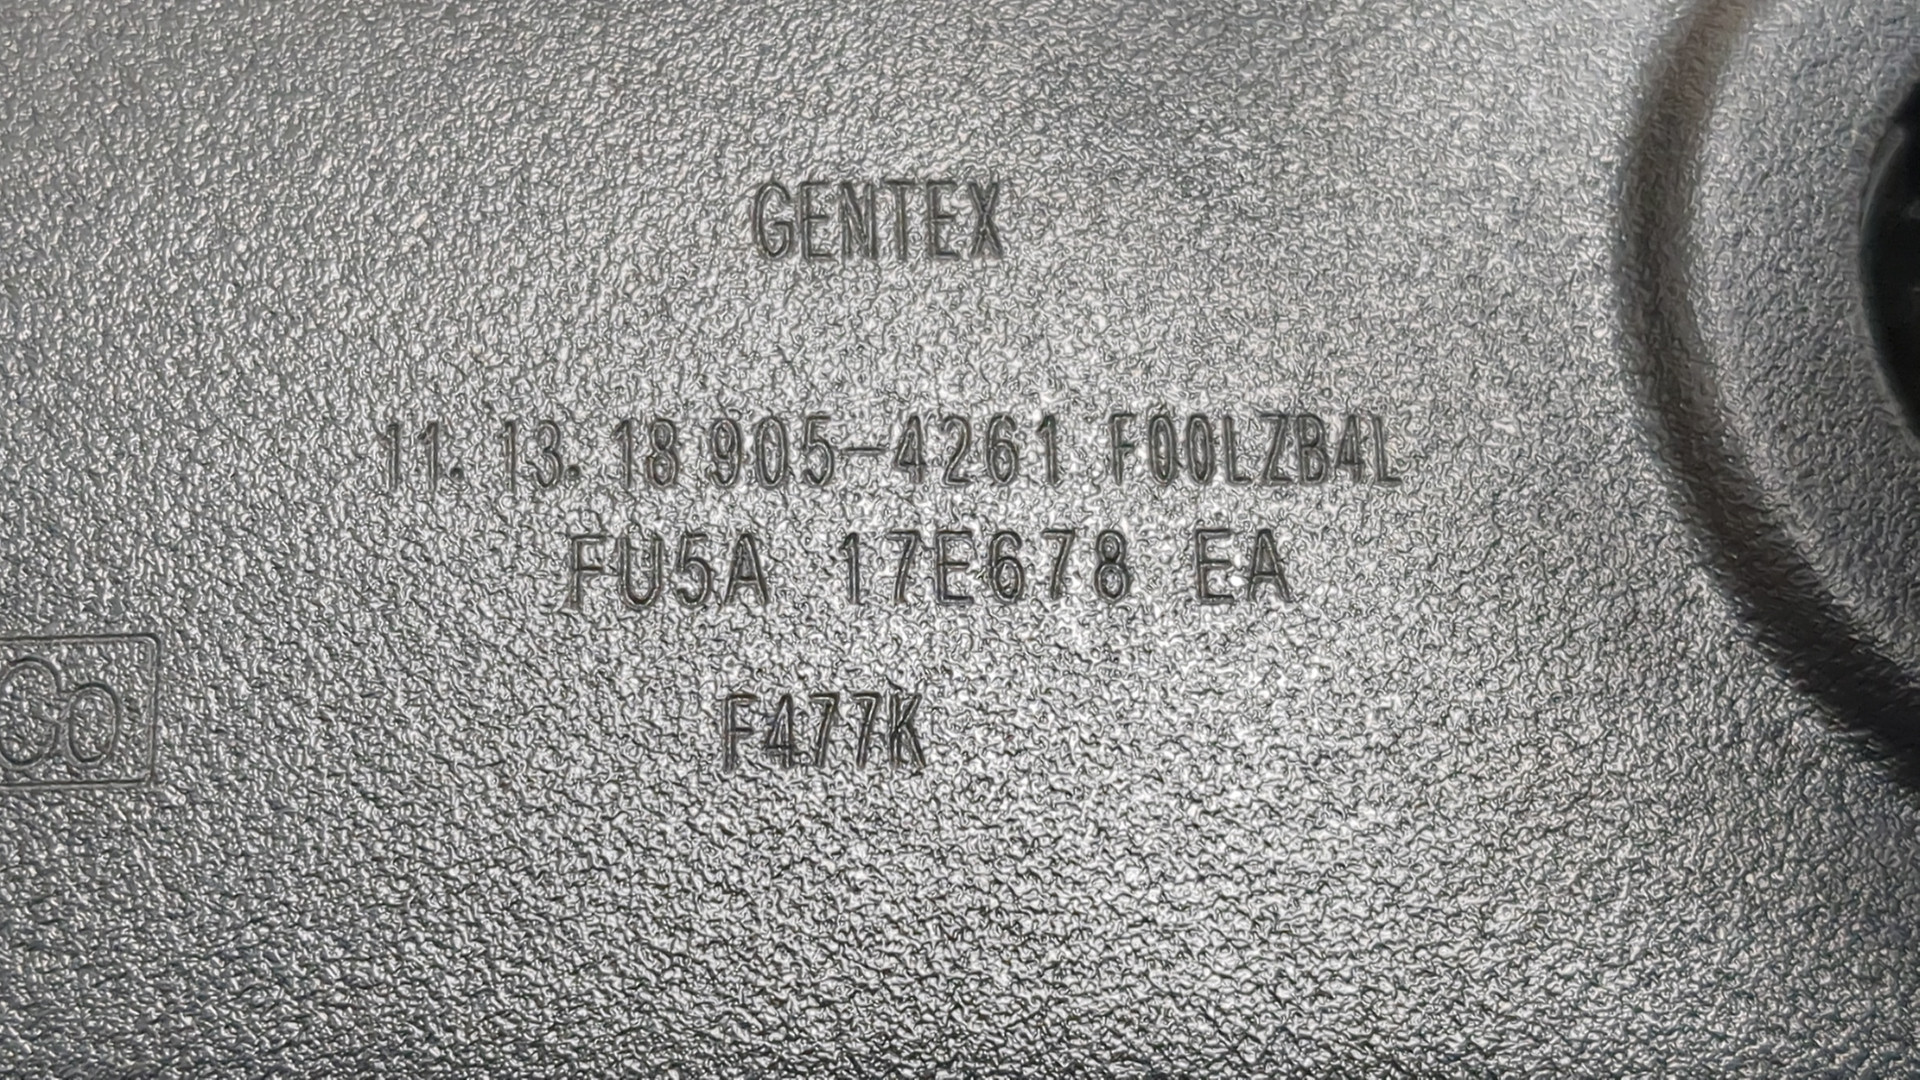 GENTEX
11. 13. 18 905-4261 F00LZB4L
FU5A 17E678 EA
F477K